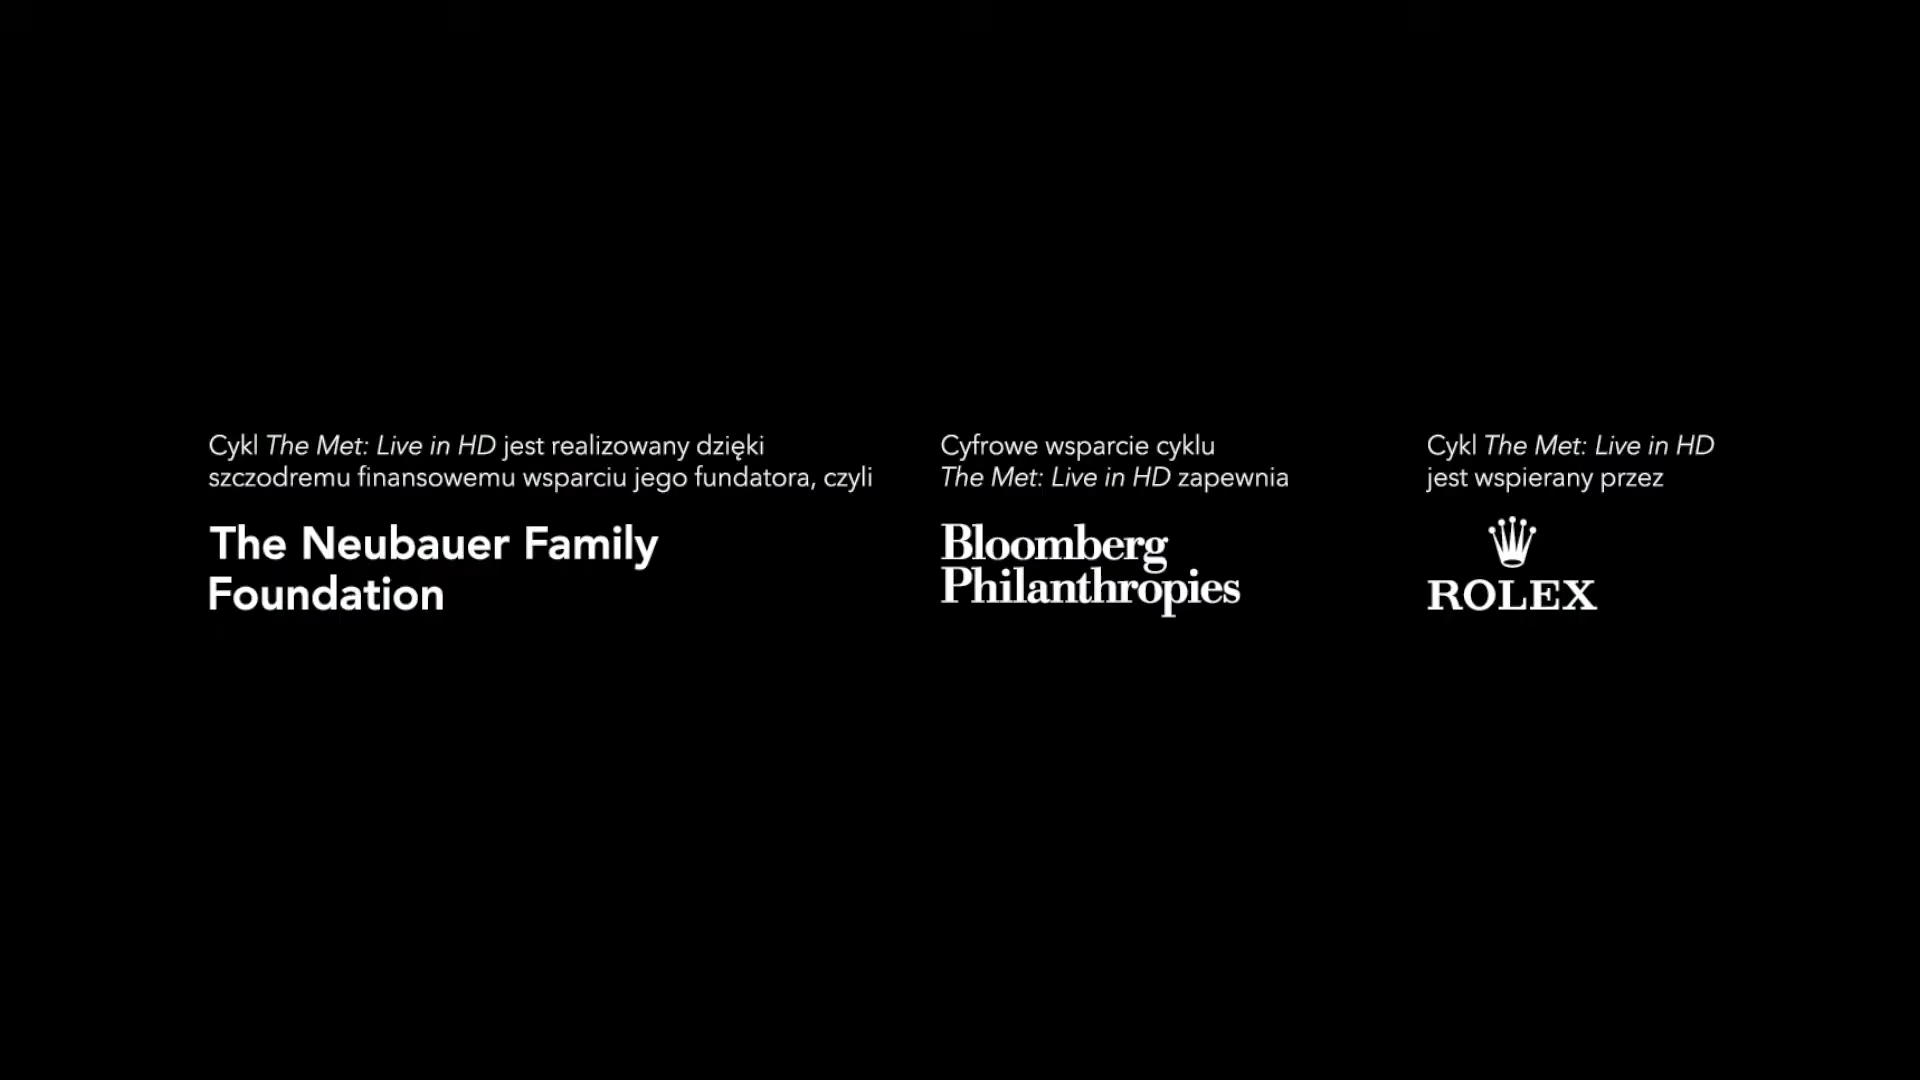 Cykl The Met: Live in HD jest realizowany dzięki
szczodremu finansowemu wsparciu jego fundatora, czyli
The Neubauer Family
Foundation
Cyfrowe wsparcie cyklu
The Met: Live in HD zapewnia
Bloomberg
Philanthropies
Cykl The Met: Live in HD
jest wspierany przez
ROLEX